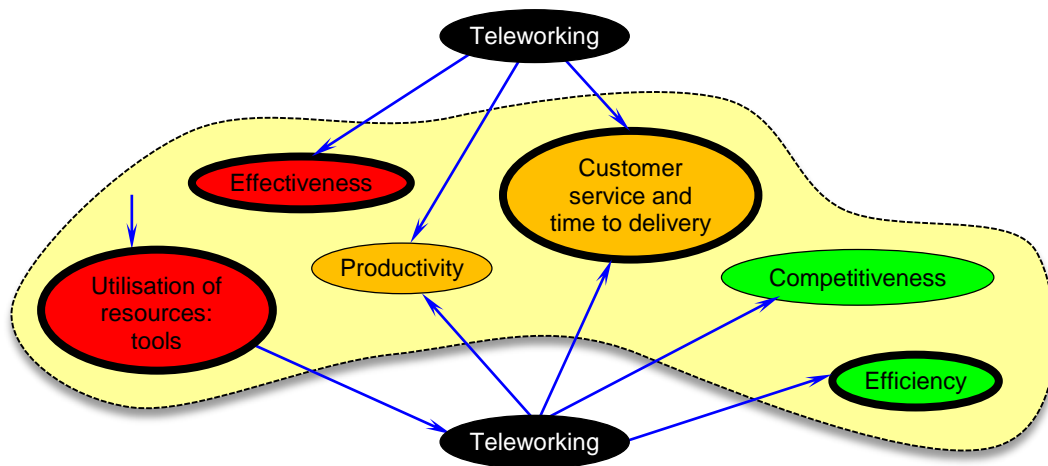 Teleworking
Effectiveness
Customer
service and
time to delivery
Productivity
Competitiveness
Utilisation of
resources:
tools
Efficiency
Teleworking